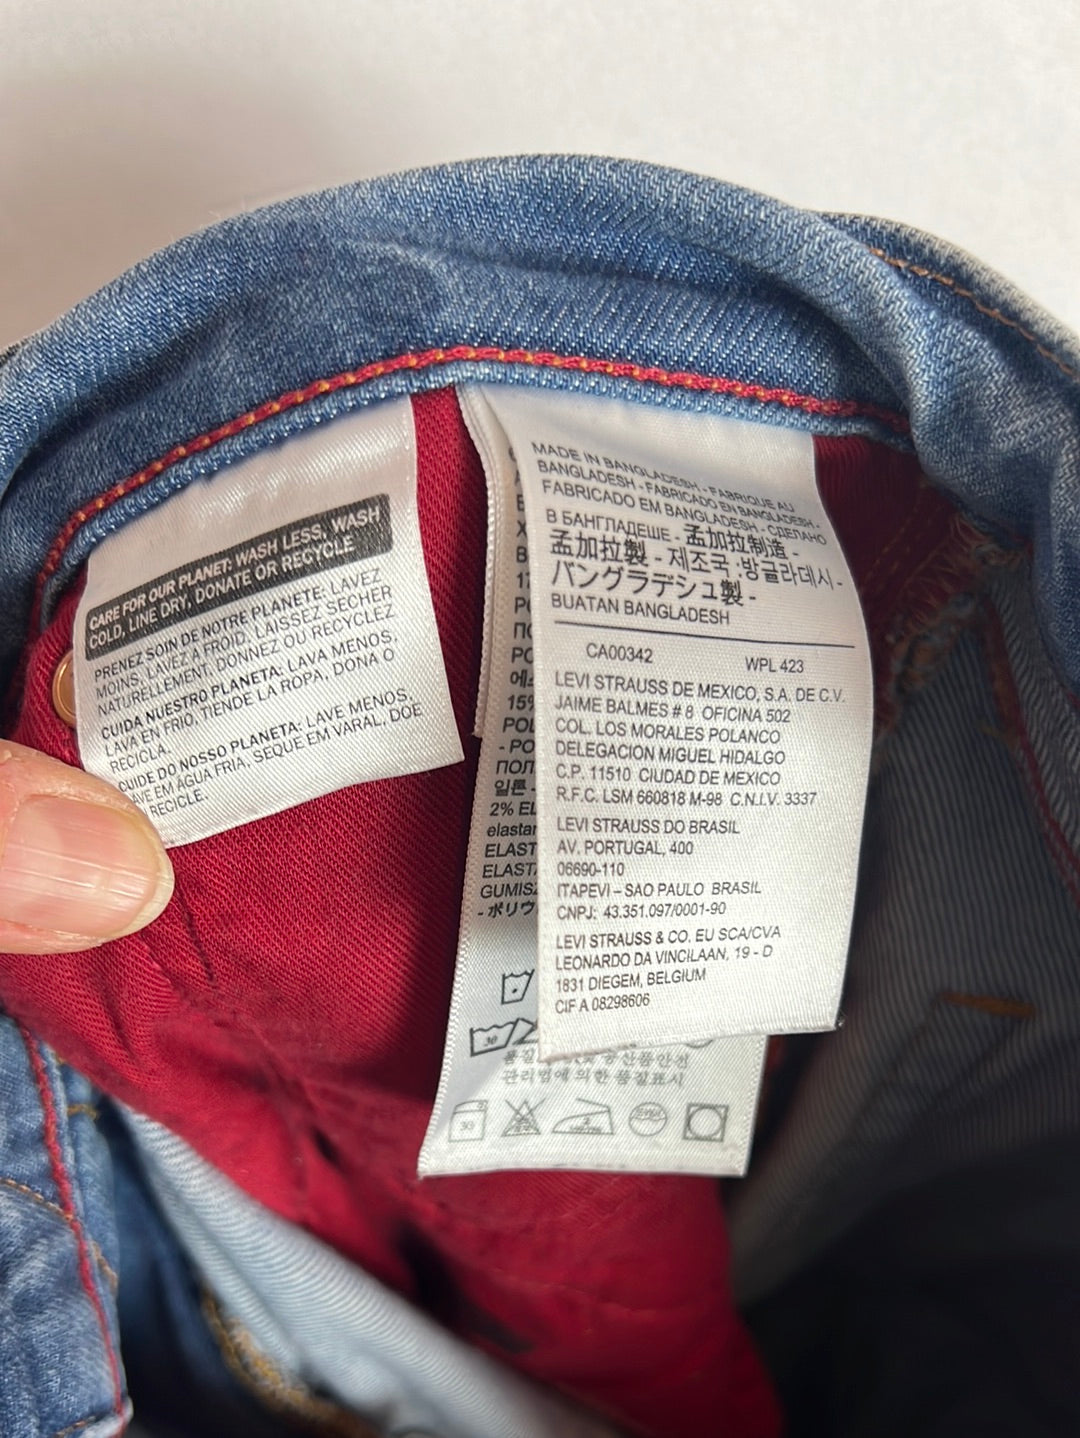 CARE FOR OUR PLANET: WASH LESS, WASH
COLD, LINE DRY, DONATE OR RECYCLE
PRENEZ SOIN DE NOTRE PLANETE: LAVEZ
MOINS, LAVEZ A FROID, LAISSEZ SECHER
NATURELLEMENT, DONNEZ OU RECYCLEZ
CUIDA NUESTRO PLANETA: LAVA MENOS,
LAVA EN FRIO, TIENDE LA ROPA, DONA O
RECICLA.
CUIDE DO NOSSO PLANETA: LAVE MENOS,
EM AGUA FRIA, SEQUE EM VARAL, DOE
RECICLE.
MADE IN BANGLADESH - FABRIQUE AU
BANGLADESH - FABRICADO EN BANGLADESH -
FABRICADO EM BANGLADESH - СДЕЛАНО
В БАНГЛАДЕШЕ - 孟加拉制造 -
孟加拉製 - 제조국 :방글라데시 -
バングラデシュ製 -
BUATAN BANGLADESH
CA00342 WPL 423
LEVI STRAUSS DE MEXICO, S.A. DE C.V.
JAIME BALMES # 8 OFICINA 502
COL. LOS MORALES POLANCO
DELEGACION MIGUEL HIDALGO
C.P. 11510 CIUDAD DE MEXICO
R.F.C. LSM 660818 M-98 C.N.I.V. 3337
LEVI STRAUSS DO BRASIL
AV. PORTUGAL, 400
06690-110
ITAPEVI – SAO PAULO BRASIL
CNPJ: 43.351.097/0001-90
LEVI STRAUSS & CO. EU SCA/CVA
LEONARDO DA VINCILAAN, 19 - D
1831 DIEGEM, BELGIUM
CIF A 08298606
15%
2%
30
관리법에 의한 품질표시
30